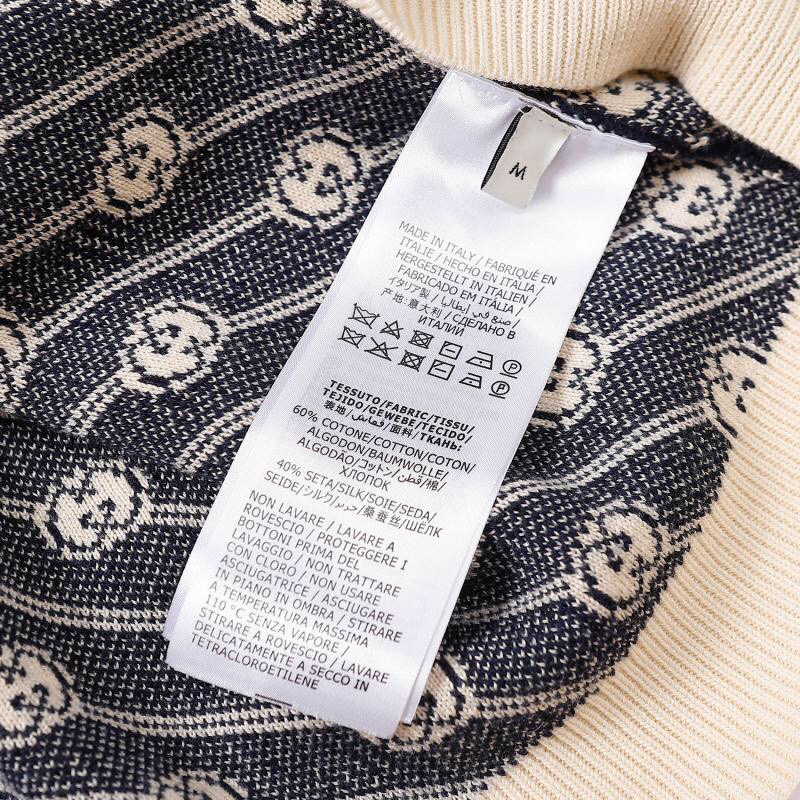 M
MADE IN ITALY / FABRIQUÉ EN
ITALIE / HECHO EN ITALIA /
HERGESTELLT IN ITALIEN /
FABRICADO EM ITÁLIA /
イタリア製 / صنع في إيطاليا /
产地:意大利 / СДЕЛАНО В
ИТАЛИИ
TESSUTO/FABRIC/TISSU/
TEJIDO/GEWEBE/TECIDO/
表地/قماش/面料/ТКАНЬ:
60% COTONE/COTTON/COTON/
ALGODON/BAUMWOLLE/
ALGODÃO/コットン/قطن/棉/
ХЛОПОК
40% SETA/SILK/SOIE/SEDA/
SEIDE/シルク/حرير/桑蚕丝/ШЁЛК
NON LAVARE / LAVARE A
ROVESCIO / PROTEGGERE I
BOTTONI PRIMA DEL
LAVAGGIO / NON TRATTARE
CON CLORO / NON USARE
ASCIUGATRICE / ASCIUGARE
IN PIANO IN OMBRA / STIRARE
A TEMPERATURA MASSIMA
110 °C SENZA VAPORE /
STIRARE A ROVESCIO / LAVARE
DELICATAMENTE A SECCO IN
TETRACLOROETILENE